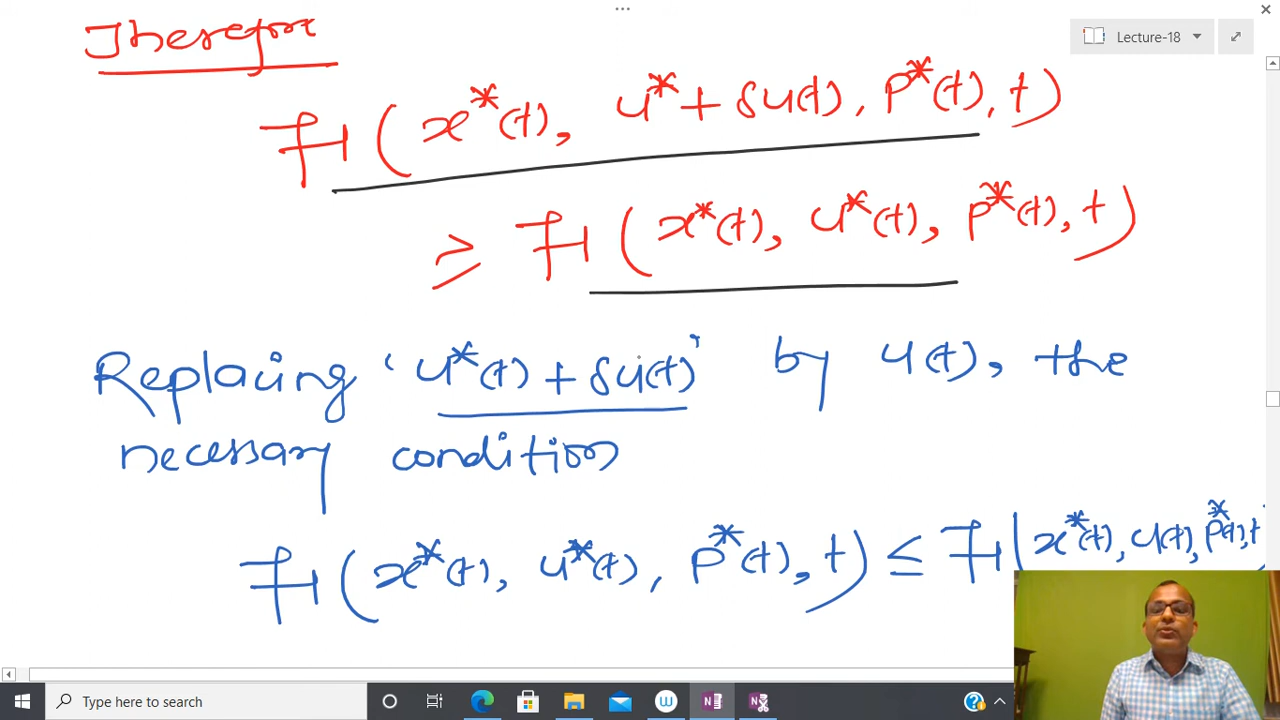 Lecture-18
Therefore
ℋ(x*(t), u*+δu(t), p*(t), t)
≥ ℋ(x*(t), u*(t), p*(t), t)
Replacing 'u*(t)+δu(t)' by u(t), the
necessary condition
ℋ(x*(t), u*(t), p*(t), t) ≤ ℋ(x*(t), u(t), p*(t), t)
Type here to search